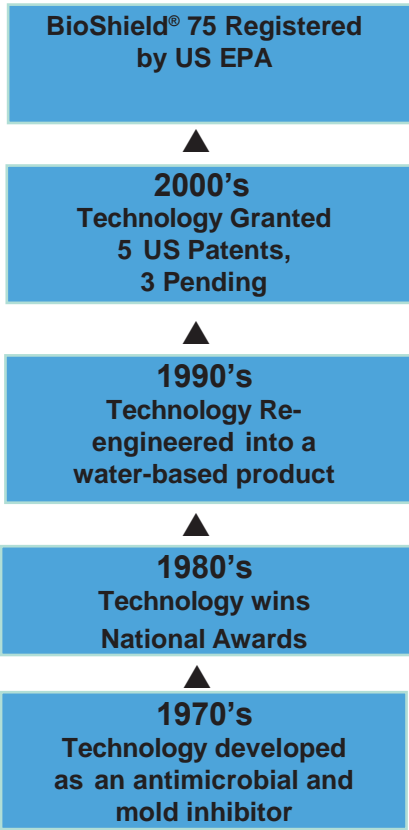 BioShield® 75 Registered
by US EPA
2000’s
Technology Granted
5 US Patents,
3 Pending
1990’s
Technology Re-
engineered into a
water-based product
1980’s
Technology wins
National Awards
1970’s
Technology developed
as an antimicrobial and
mold inhibitor